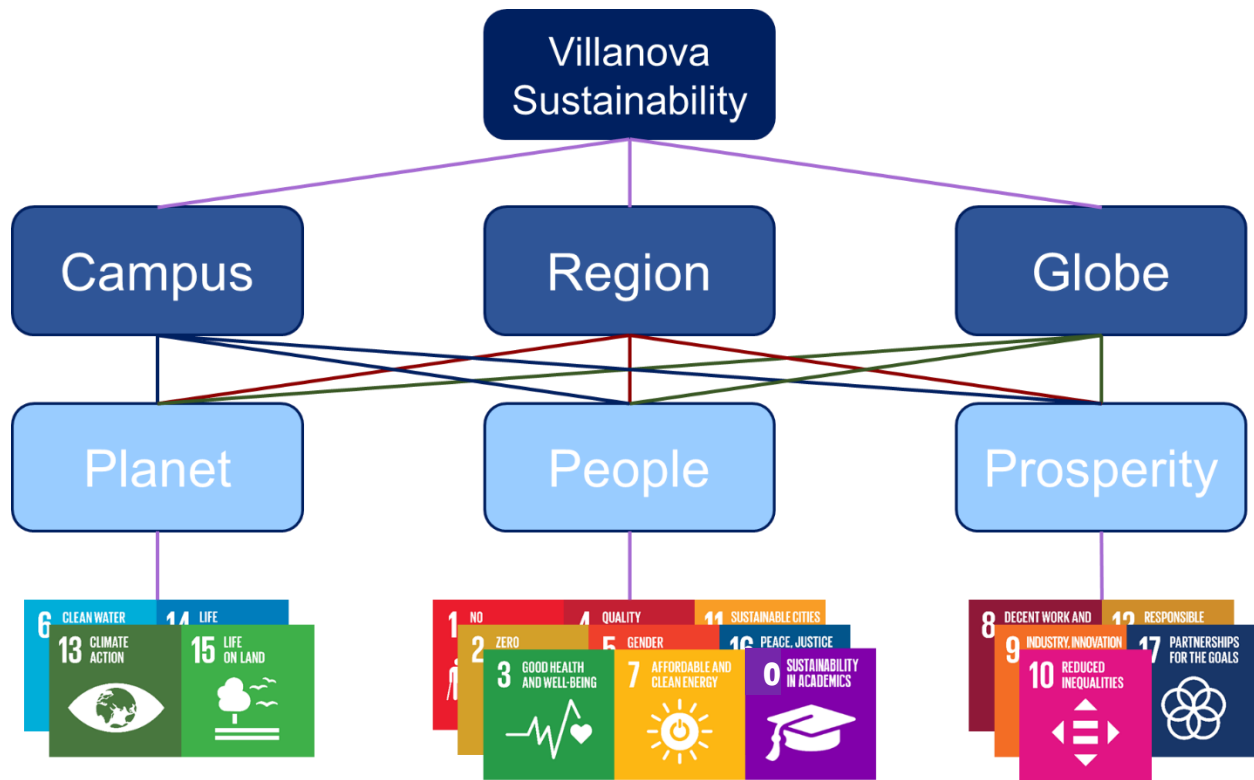 Villanova
Sustainability
Campus
Region
Globe
Planet
People
Prosperity
6 CLEAN WATER
14 LIFE
13 CLIMATE
ACTION
15 LIFE
ON LAND
1 NO
4 QUALITY
11 SUSTAINABLE CITIES
2 ZERO
5 GENDER
16 PEACE, JUSTICE
3 GOOD HEALTH
AND WELL-BEING
7 AFFORDABLE AND
CLEAN ENERGY
0 SUSTAINABILITY
IN ACADEMICS
8 DECENT WORK AND
12 RESPONSIBLE
9 INDUSTRY, INNOVATION
17 PARTNERSHIPS
FOR THE GOALS
10 REDUCED
INEQUALITIES